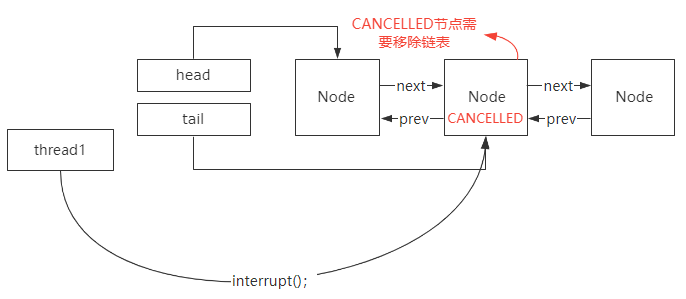 CANCELLED节点需
要移除链表
head
tail
thread1
Node
next
prev
Node
CANCELLED
next
prev
Node
interrupt();